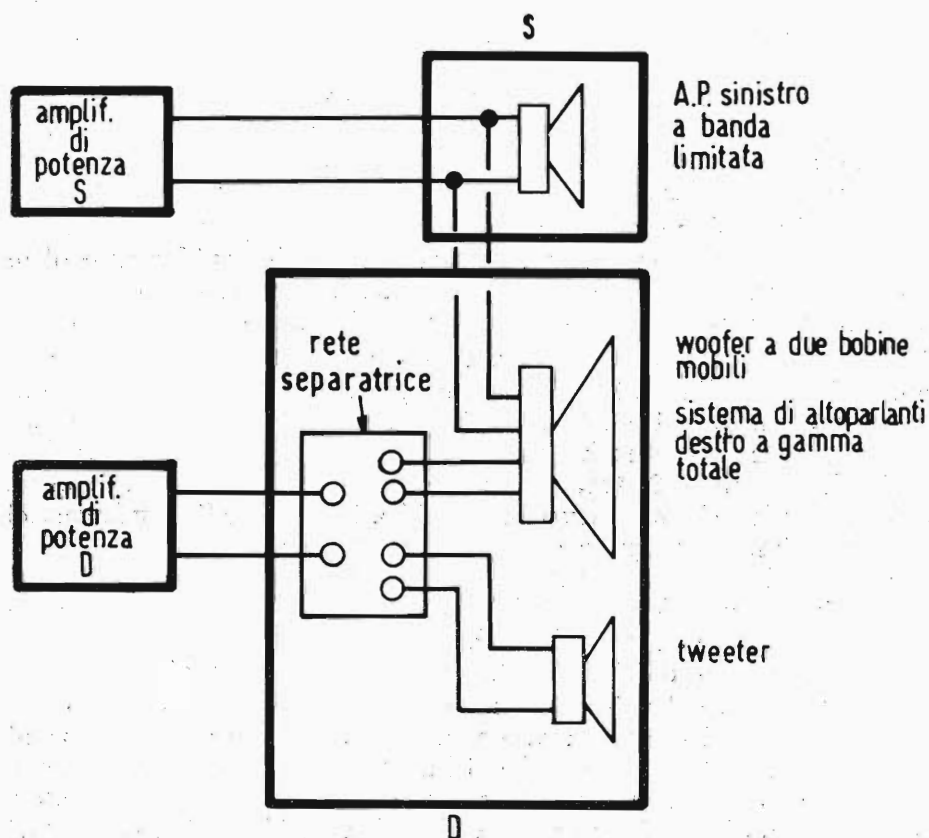 S
amplif.
di
potenza
S
A.P. sinistro
a banda
limitata
rete
separatrice
woofer a due bobine
mobili
sistema di altoparlanti
destro a gamma
totale
amplif.
di
potenza
D
tweeter
D